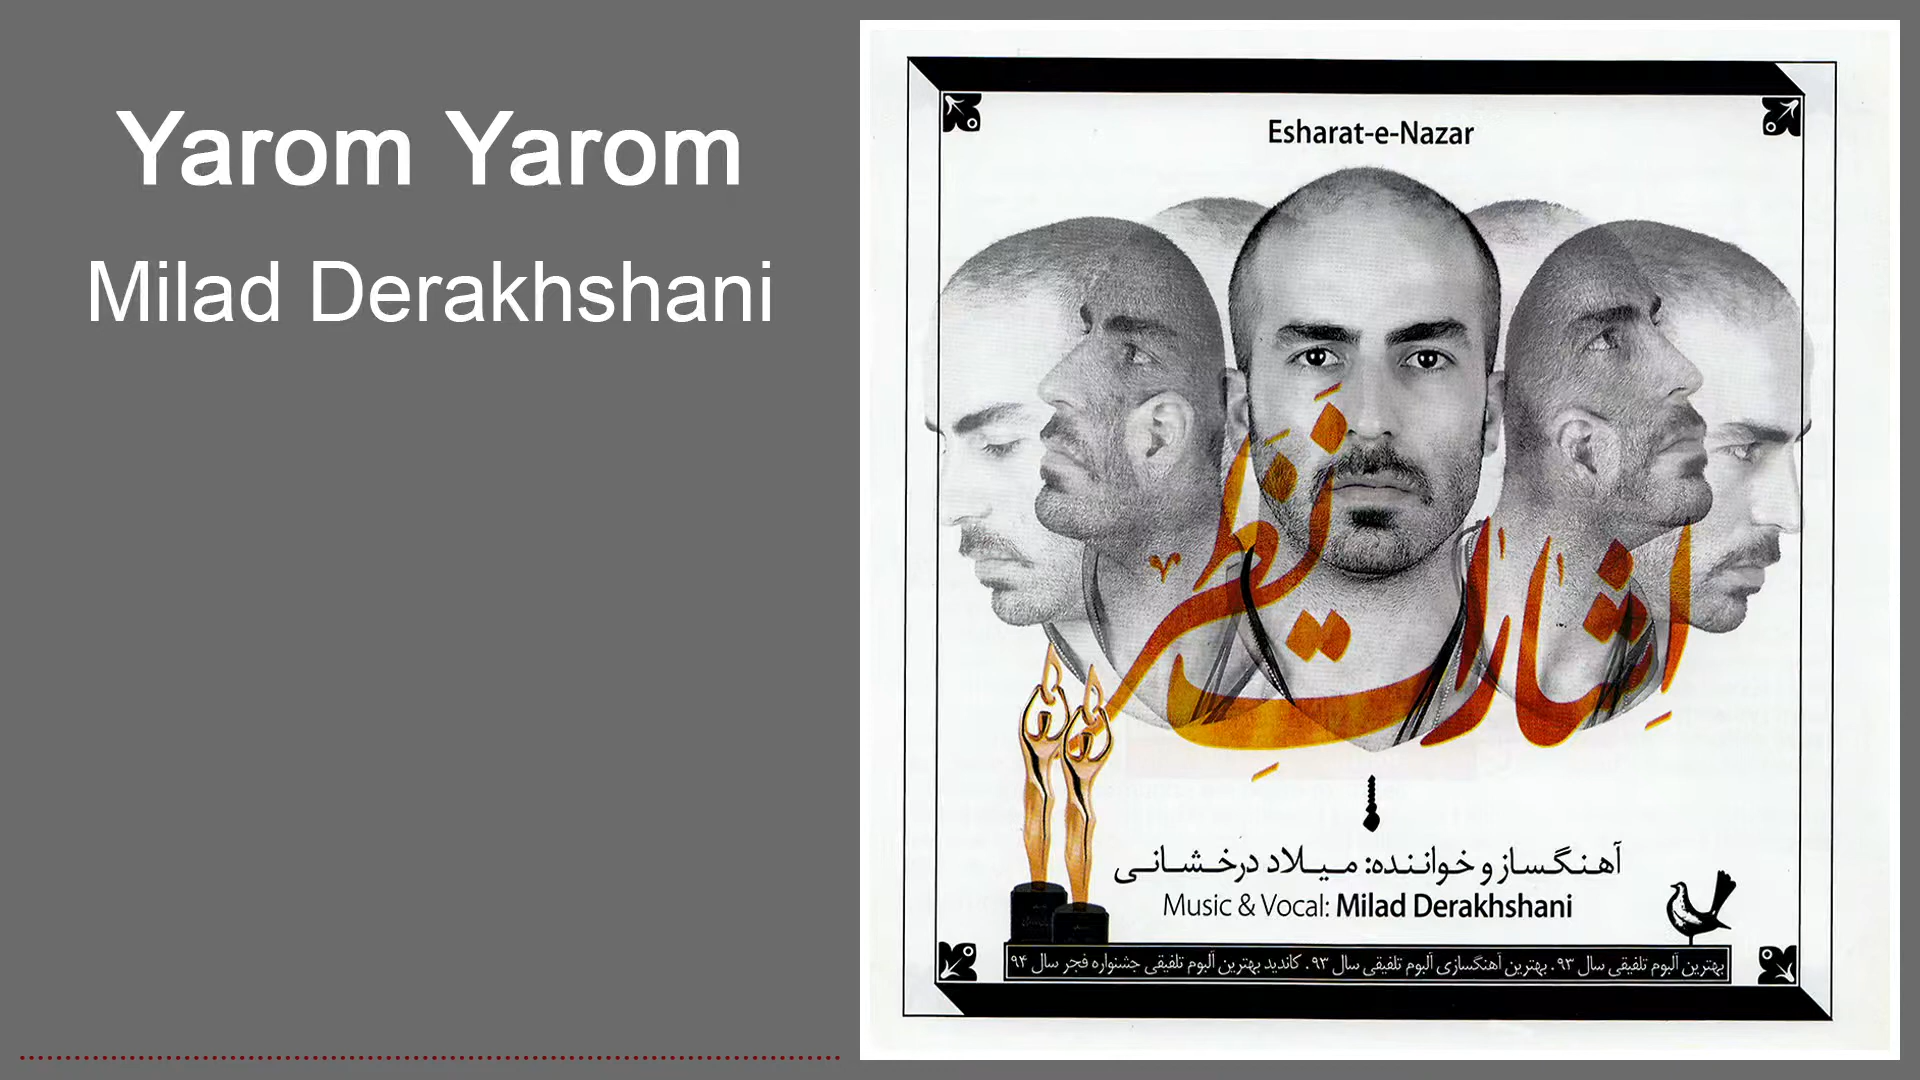 Yarom Yarom
Milad Derakhshani
Esharat-e-Nazar
اِشاراتِ نَظَر
آهنگساز و خواننده: میلاد درخشانی
Music & Vocal: Milad Derakhshani
بهترین آلبوم تلفیقی سال ۹۳. بهترین آهنگسازی آلبوم تلفیقی سال ۹۳. کاندید بهترین آلبوم تلفیقی جشنواره فجر سال ۹۴